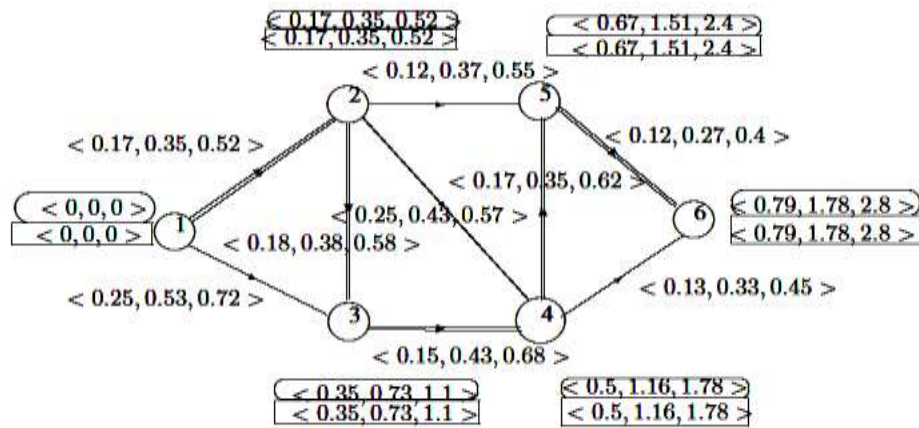 < 0.17, 0.35, 0.52 >
< 0.17, 0.35, 0.52 >
< 0.67, 1.51, 2.4 >
< 0.67, 1.51, 2.4 >
< 0.12, 0.37, 0.55 >
2
5
< 0.17, 0.35, 0.52 >
< 0.12, 0.27, 0.4 >
< 0.17, 0.35, 0.62 >
< 0, 0, 0 >
< 0, 0, 0 >
1
< 0.25, 0.43, 0.57 >
6
< 0.79, 1.78, 2.8 >
< 0.79, 1.78, 2.8 >
< 0.18, 0.38, 0.58 >
< 0.25, 0.53, 0.72 >
< 0.13, 0.33, 0.45 >
3
4
< 0.15, 0.43, 0.68 >
< 0.35, 0.73, 1.1 >
< 0.35, 0.73, 1.1 >
< 0.5, 1.16, 1.78 >
< 0.5, 1.16, 1.78 >